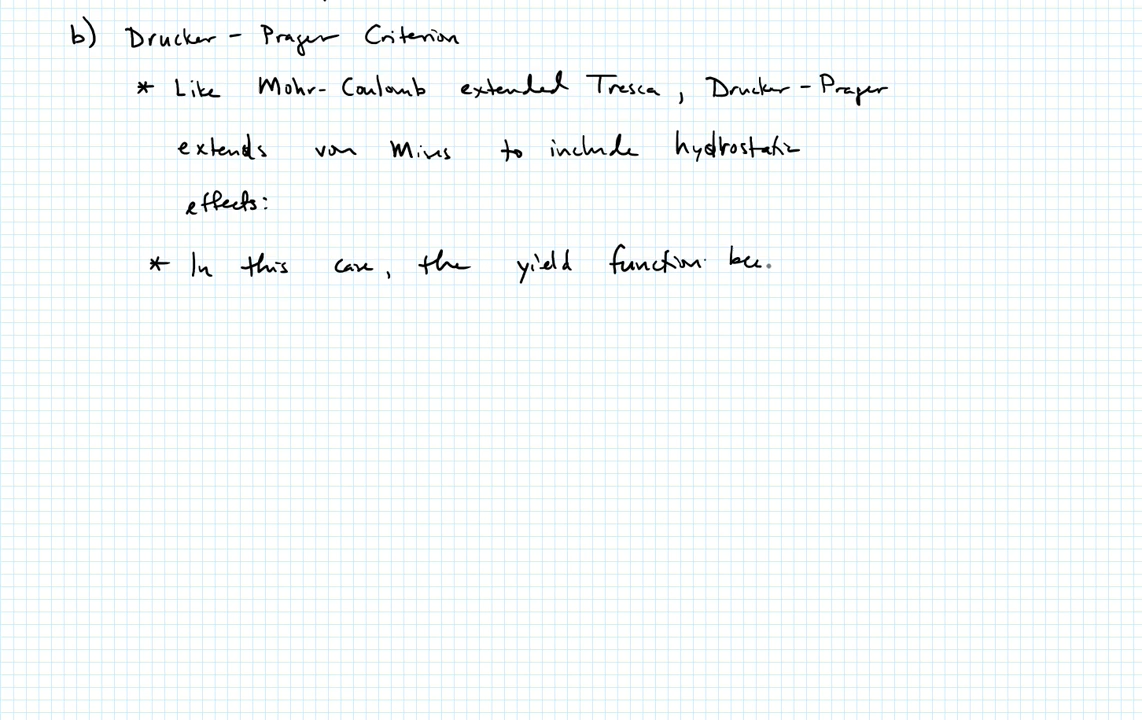 b) Drucker - Prager Criterion
* Like Mohr-Coulomb extended Tresca, Drucker-Prager
extends von Mises to include hydrostatic
effects:
* In this case, the yield function bec